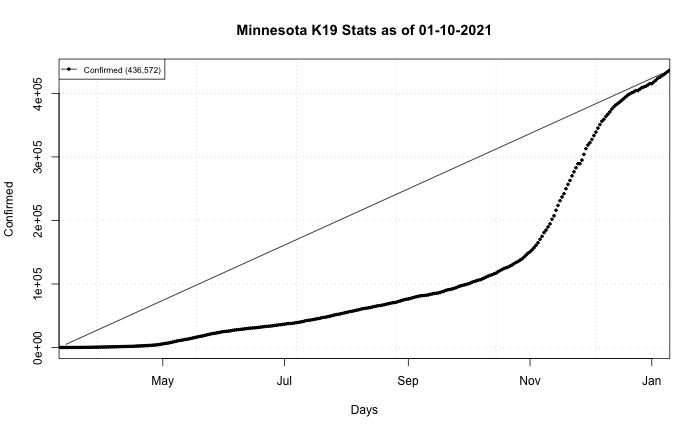 Minnesota K19 Stats as of 01-10-2021
Confirmed (436,572)
Confirmed
4e+05
3e+05
2e+05
1e+05
0e+00
May Jul Sep Nov Jan
Days